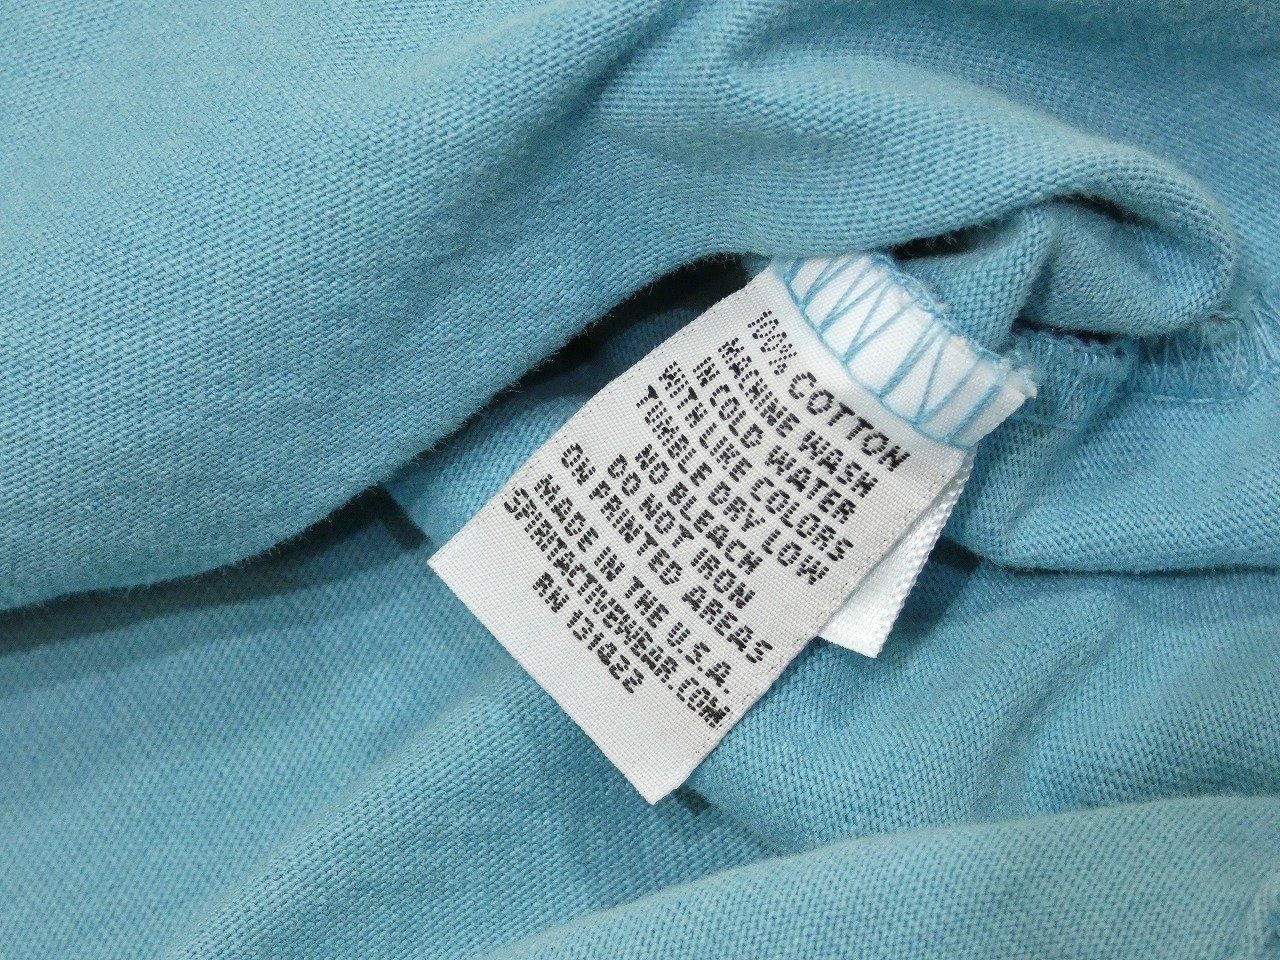 100% COTTON
MACHINE WASH
IN COLD WATER
WITH LIKE COLORS
TUMBLE DRY LOW
NO BLEACH
DO NOT IRON
ON PRINTED AREAS
MADE IN THE U.S.A.
SPIRITACTIVEWEAR.COM
RN 131922